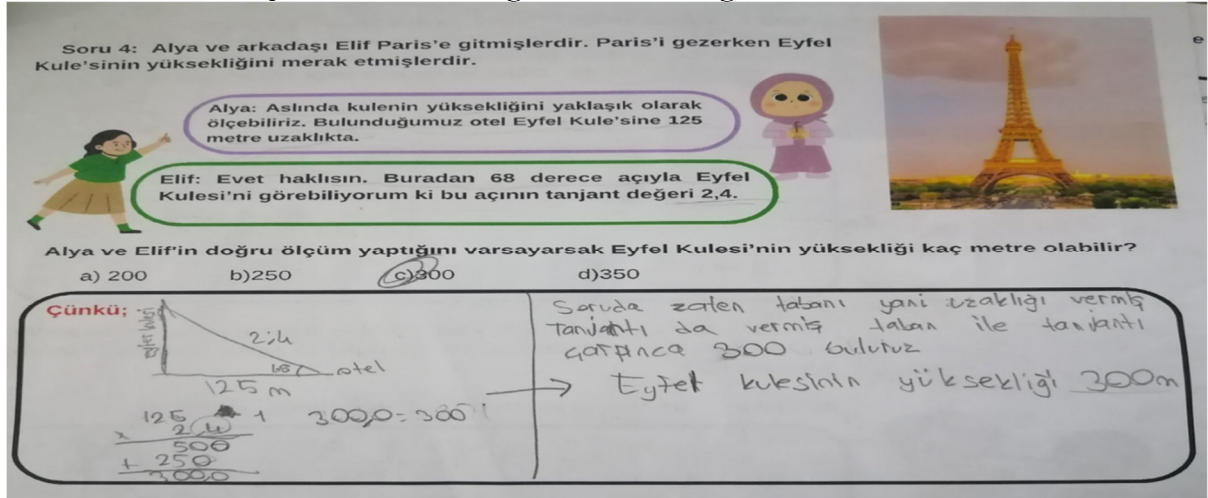 Soru 4: Alya ve arkadaşı Elif Paris'e gitmişlerdir. Paris'i gezerken Eyfel
Kule'sinin yüksekliğini merak etmişlerdir.
Alya: Aslında kulenin yüksekliğini yaklaşık olarak
ölçebiliriz. Bulunduğumuz otel Eyfel Kule'sine 125
metre uzaklıkta.
Elif: Evet haklısın. Buradan 68 derece açıyla Eyfel
Kulesi'ni görebiliyorum ki bu açının tanjant değeri 2,4.
Alya ve Elif'in doğru ölçüm yaptığını varsayarsak Eyfel Kulesi'nin yüksekliği kaç metre olabilir?
a) 200 b)250 c)300 d)350
Çünkü;
2,4
68
otel
125 m
125
x 2,4
500
+ 250
300,0
300,0 = 300
Soruda zaten tabanı yani uzaklığı vermiş
Tanjantı da vermiş taban ile tanjantı
çarpınca 300 buluruz
→ Eyfel kulesinin yüksekliği 300m